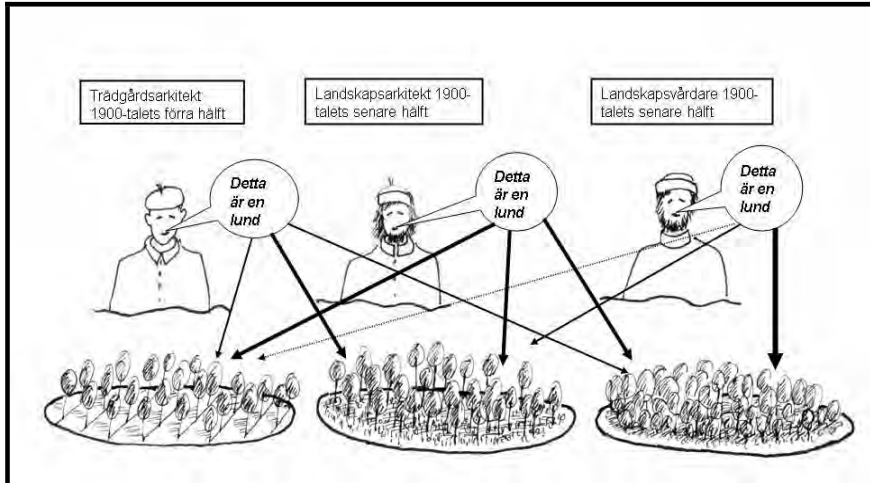 Trädgårdsarkitekt
1900-talets förra hälft
Landskapsarkitekt 1900-
talets senare hälft
Landskapsvårdare 1900-
talets senare hälft
Detta
är en
lund
Detta
är en
lund
Detta
är en
lund